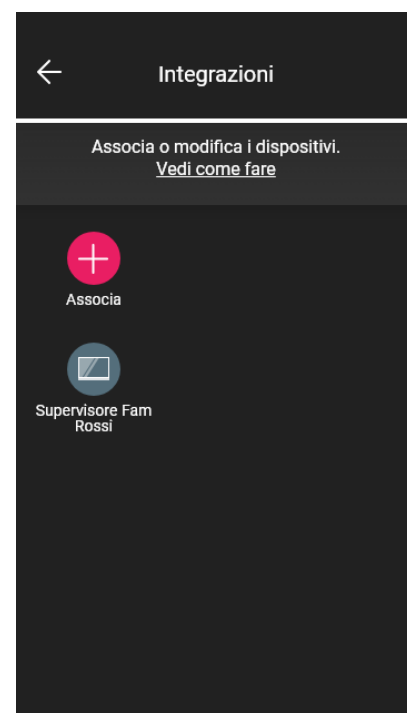 Integrazioni
Associa o modifica i dispositivi.
Vedi come fare
Associa
Supervisore Fam
Rossi